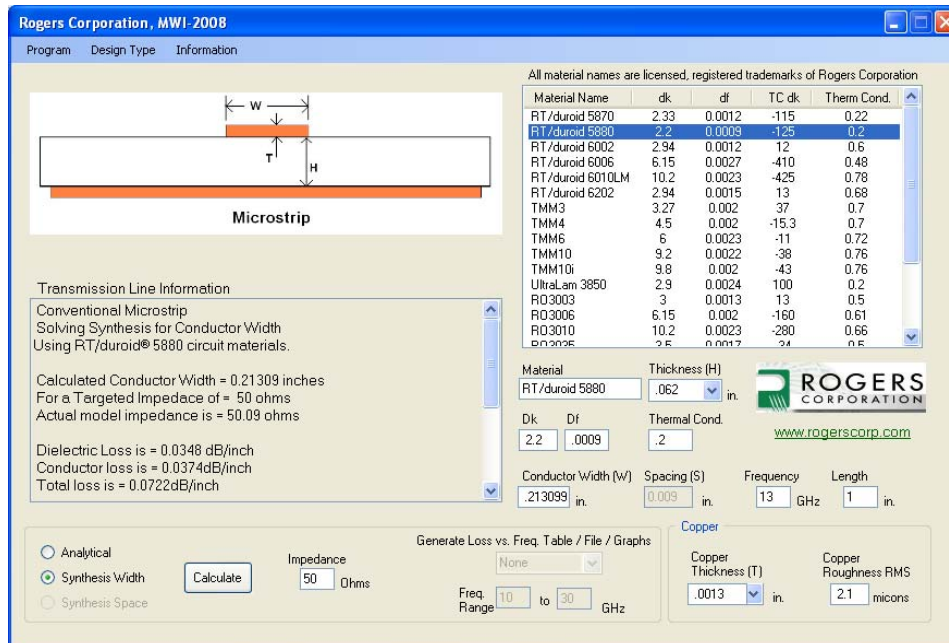 Rogers Corporation, MWI-2008
Program Design Type Information
All material names are licensed, registered trademarks of Rogers Corporation
W
T
H
Microstrip
Material Name dk df TC dk Therm Cond.
RT/duroid 5870 2.33 0.0012 -115 0.22
RT/duroid 5880 2.2 0.0009 -125 0.2
RT/duroid 6002 2.94 0.0012 12 0.6
RT/duroid 6006 6.15 0.0027 -410 0.48
RT/duroid 6010LM 10.2 0.0023 -425 0.78
RT/duroid 6202 2.94 0.0015 13 0.68
TMM3 3.27 0.002 37 0.7
TMM4 4.5 0.002 -15.3 0.7
TMM6 6 0.0023 -11 0.72
TMM10 9.2 0.0022 -38 0.76
TMM10i 9.8 0.002 -43 0.76
UltraLam 3850 2.9 0.0024 100 0.2
RO3003 3 0.0013 13 0.5
RO3006 6.15 0.002 -160 0.61
RO3010 10.2 0.0023 -280 0.66
RO3035 3.5 0.0017 -34 0.5
Transmission Line Information
Conventional Microstrip
Solving Synthesis for Conductor Width
Using RT/duroid® 5880 circuit materials.
Calculated Conductor Width = 0.21309 inches
For a Targeted Impedace of = 50 ohms
Actual model impedance is = 50.09 ohms
Dielectric Loss is = 0.0348 dB/inch
Conductor loss is = 0.0374dB/inch
Total loss is = 0.0722dB/inch
Material Thickness (H)
RT/duroid 5880 .062 in.
ROGERS
CORPORATION
www.rogerscorp.com
Dk Df Thermal Cond.
2.2 .0009 .2
Conductor Width (W) Spacing (S) Frequency Length
.213099 in. 0.009 in. 13 GHz 1 in.
Analytical
Synthesis Width
Synthesis Space
Calculate
Impedance
50 Ohms
Generate Loss vs. Freq. Table / File / Graphs
None
Freq. Range 10 to 30 GHz
Copper
Copper Thickness (T)
.0013 in.
Copper Roughness RMS
2.1 micons